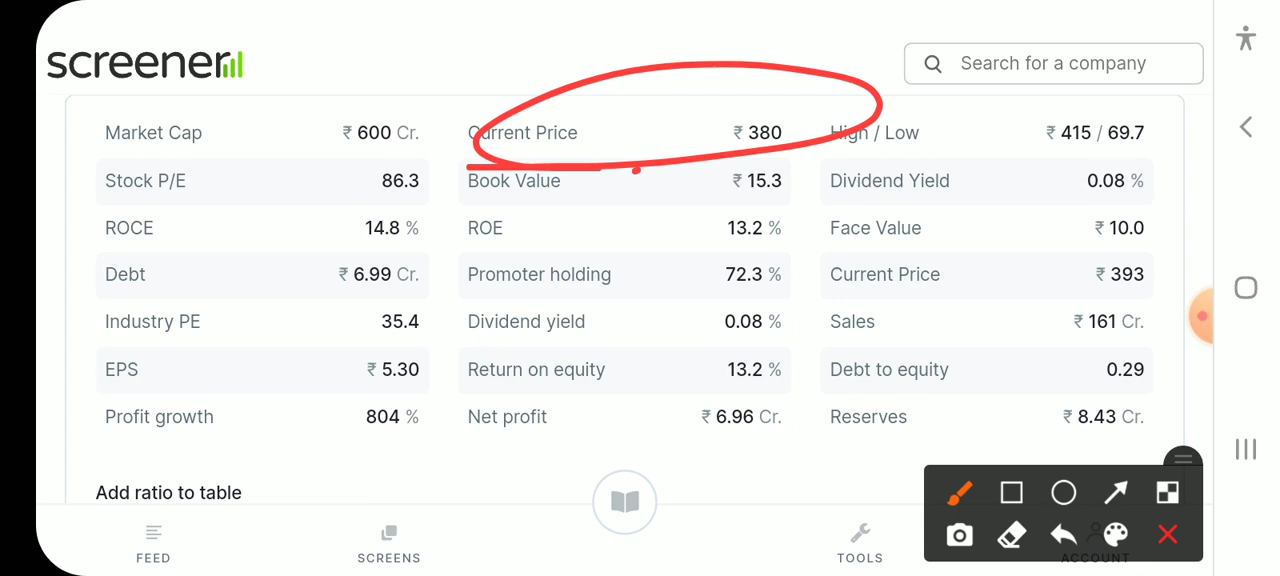 screener
Search for a company
Market Cap ₹ 600 Cr. Current Price ₹ 380 High / Low ₹ 415 / 69.7
Stock P/E 86.3 Book Value ₹ 15.3 Dividend Yield 0.08 %
ROCE 14.8 % ROE 13.2 % Face Value ₹ 10.0
Debt ₹ 6.99 Cr. Promoter holding 72.3 % Current Price ₹ 393
Industry PE 35.4 Dividend yield 0.08 % Sales ₹ 161 Cr.
EPS ₹ 5.30 Return on equity 13.2 % Debt to equity 0.29
Profit growth 804 % Net profit ₹ 6.96 Cr. Reserves ₹ 8.43 Cr.
Add ratio to table
FEED SCREENS TOOLS ACCOUNT